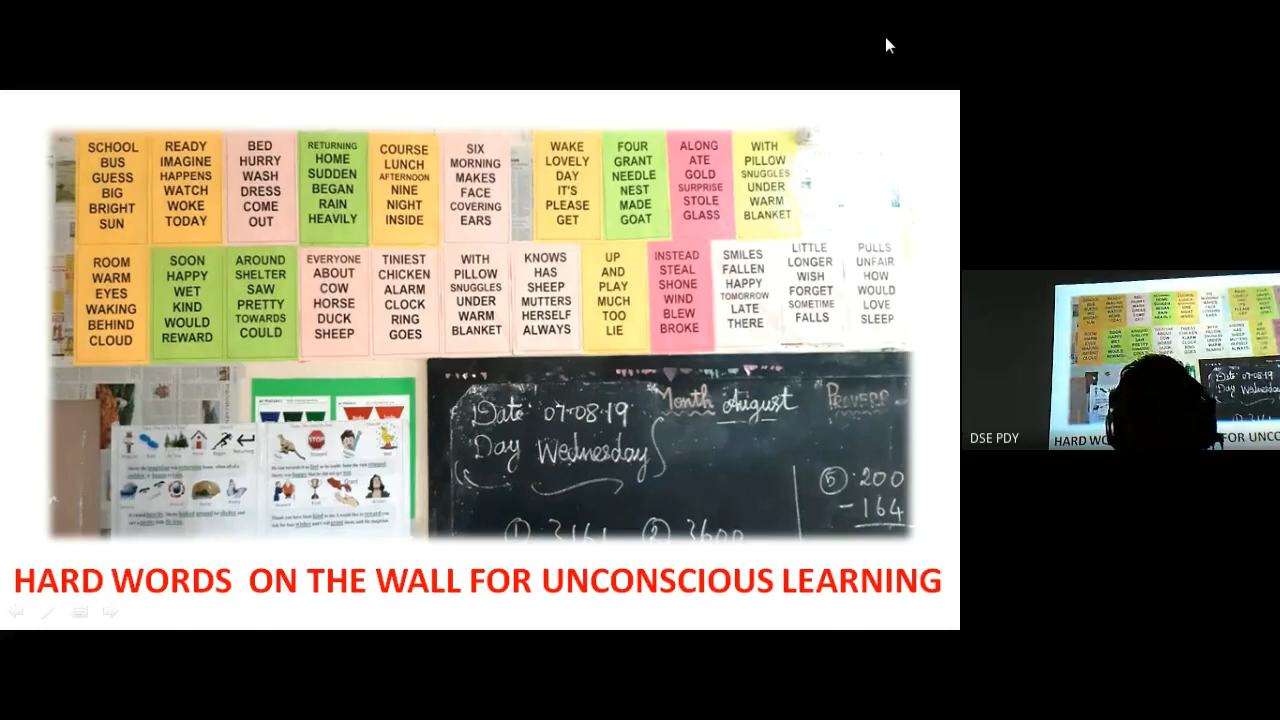 SCHOOL
BUS
GUESS
BIG
BRIGHT
SUN
READY
IMAGINE
HAPPENS
WATCH
WOKE
TODAY
BED
HURRY
WASH
DRESS
COME
OUT
RETURNING
HOME
SUDDEN
BEGAN
RAIN
HEAVILY
COURSE
LUNCH
AFTERNOON
NINE
NIGHT
INSIDE
SIX
MORNING
MAKES
FACE
COVERING
EARS
WAKE
LOVELY
DAY
IT'S
PLEASE
GET
FOUR
GRANT
NEEDLE
NEST
MADE
GOAT
ALONG
ATE
GOLD
SURPRISE
STOLE
GLASS
WITH
PILLOW
SNUGGLES
UNDER
WARM
BLANKET
ROOM
WARM
EYES
WAKING
BEHIND
CLOUD
SOON
HAPPY
WET
KIND
WOULD
REWARD
AROUND
SHELTER
SAW
PRETTY
TOWARDS
COULD
EVERYONE
ABOUT
COW
HORSE
DUCK
SHEEP
TINIEST
CHICKEN
ALARM
CLOCK
RING
GOES
WITH
PILLOW
SNUGGLES
UNDER
WARM
BLANKET
KNOWS
HAS
SHEEP
MUTTERS
HERSELF
ALWAYS
UP
AND
PLAY
MUCH
TOO
LIE
INSTEAD
STEAL
SHONE
WIND
BLEW
BROKE
SMILES
FALLEN
HAPPY
TOMORROW
LATE
THERE
LITTLE
LONGER
WISH
FORGET
SOMETIME
FALLS
PULLS
UNFAIR
HOW
WOULD
LOVE
SLEEP
Date 07-08-19
Day Wednesday
Month August
"Proverb
⑤ 200
- 164
① 3161 ② 3600
STOP
HARD WORDS ON THE WALL FOR UNCONSCIOUS LEARNING
DSE PDY